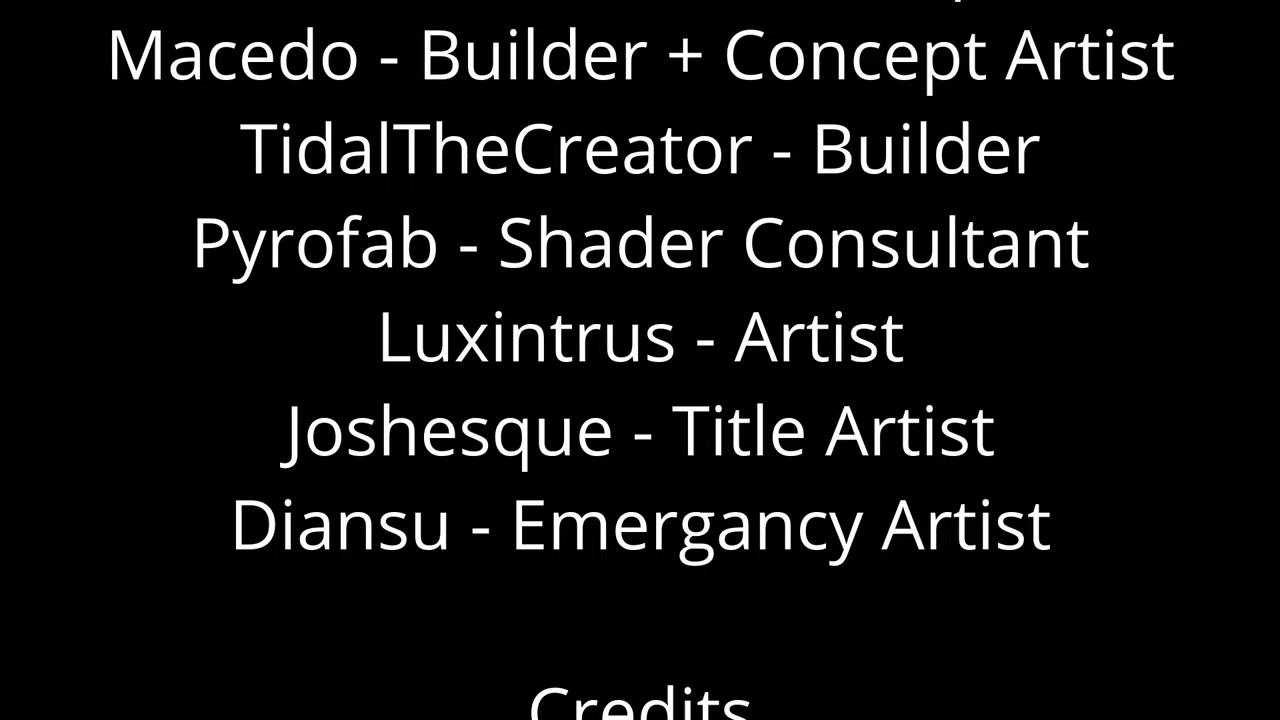 Macedo - Builder + Concept Artist
TidalTheCreator - Builder
Pyrofab - Shader Consultant
Luxintrus - Artist
Joshesque - Title Artist
Diansu - Emergancy Artist
Credits